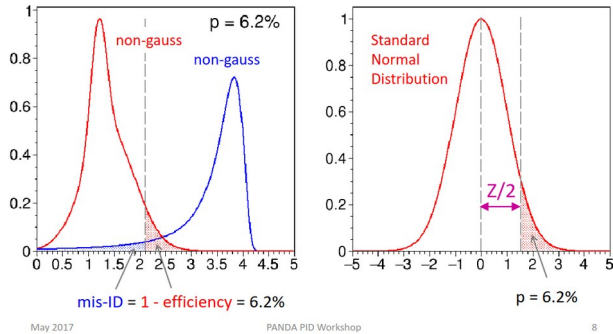 p = 6.2%
non-gauss
non-gauss
1
0.8
0.6
0.4
0.2
0
0 0.5 1 1.5 2 2.5 3 3.5 4 4.5 5
mis-ID = 1 - efficiency = 6.2%
Standard
Normal
Distribution
1
0.8
0.6
0.4
0.2
0
Z/2
-5 -4 -3 -2 -1 0 1 2 3 4 5
p = 6.2%
May 2017 PANDA PID Workshop 8